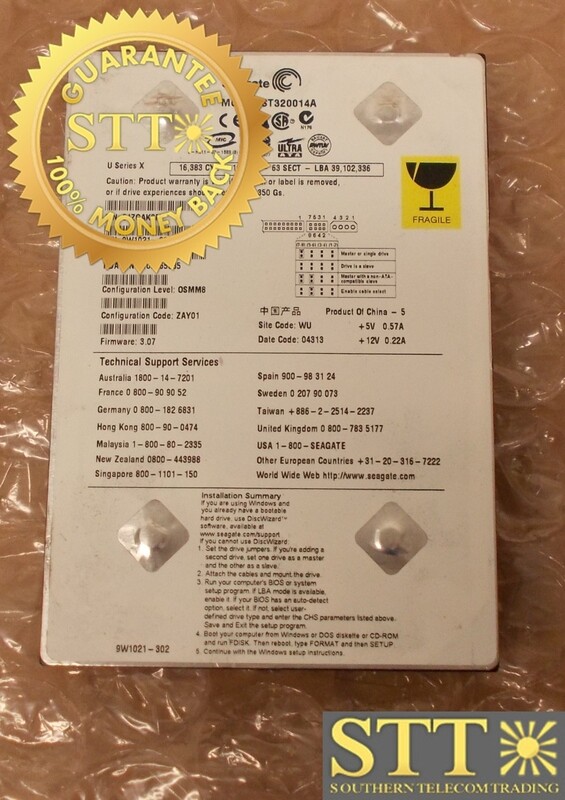 GUARANTEE
STT
100% MONEY BACK
ST320014A
N176
ULTRA
ATA
U Series X
16,383 63 SECT - LBA 39,102,336
Caution: Product warranty is or label is removed,
or if drive experiences shock 350 Gs.
FRAGILE
7531 4321
8642
Master or single drive
Drive is a slave
Master with a non-ATA-
compatible slave
Enable cable select
Configuration Level: OSMM8
Configuration Code: ZAY01
Firmware: 3.07
中国产品 Product Of China - 5
Site Code: WU +5V 0.57A
Date Code: 04313 +12V 0.22A
Technical Support Services
Australia 1800-14-7201
France 0 800-90 90 52
Germany 0 800-182 6831
Hong Kong 800-90-0474
Malaysia 1-800-80-2335
New Zealand 0800-443988
Singapore 800-1101-150
Spain 900-98 31 24
Sweden 0 207 90 073
Taiwan +886-2-2514-2237
United Kingdom 0 800-783 5177
USA 1-800-SEAGATE
Other European Countries +31-20-316-7222
World Wide Web http://www.seagate.com
Installation Summary
If you are using Windows and
you already have a bootable
hard drive, use DiscWizard™
software, available at
www.seagate.com/support
If you cannot use DiscWizard:
1. Set the drive jumpers. If you're adding a
second drive, set one drive as master
and the other as a slave.
2. Attach the cables and mount the drive.
3. Run your computer's BIOS or system
setup program. If LBA mode is available,
enable it. If your BIOS has an auto-detect
option, select it. If not, select user-
defined drive type and enter the CHS parameters listed above.
Save and Exit the setup program.
4. Boot your computer from Windows or DOS diskette or CD-ROM
and run FDISK. Then reboot, type FORMAT and then SETUP.
5. Continue with the Windows setup instructions.
9W1021-302
STT
SOUTHERN TELECOM TRADING